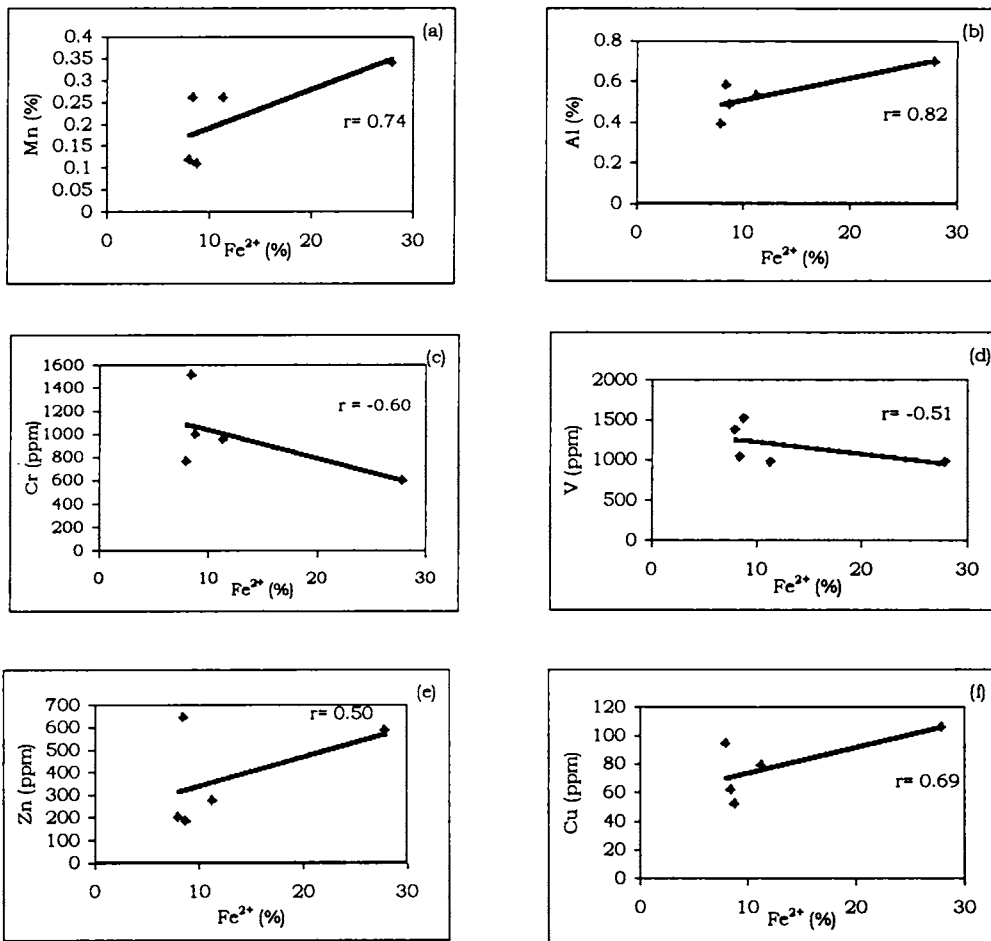 (a)
0.4
0.35
0.3
0.25
0.2
0.15
0.1
0.05
0
Mn (%)
r= 0.74
0 10 20 30
Fe²⁺ (%)
(b)
0.8
0.6
0.4
0.2
0
Al (%)
r= 0.82
0 10 20 30
Fe²⁺ (%)
(c)
1600
1400
1200
1000
800
600
400
200
0
Cr (ppm)
r = -0.60
0 10 20 30
Fe²⁺ (%)
(d)
2000
1500
1000
500
0
V (ppm)
r= -0.51
0 10 20 30
Fe²⁺ (%)
(e)
700
600
500
400
300
200
100
0
Zn (ppm)
r= 0.50
0 10 20 30
Fe²⁺ (%)
(f)
120
100
80
60
40
20
0
Cu (ppm)
r= 0.69
0 10 20 30
Fe²⁺ (%)